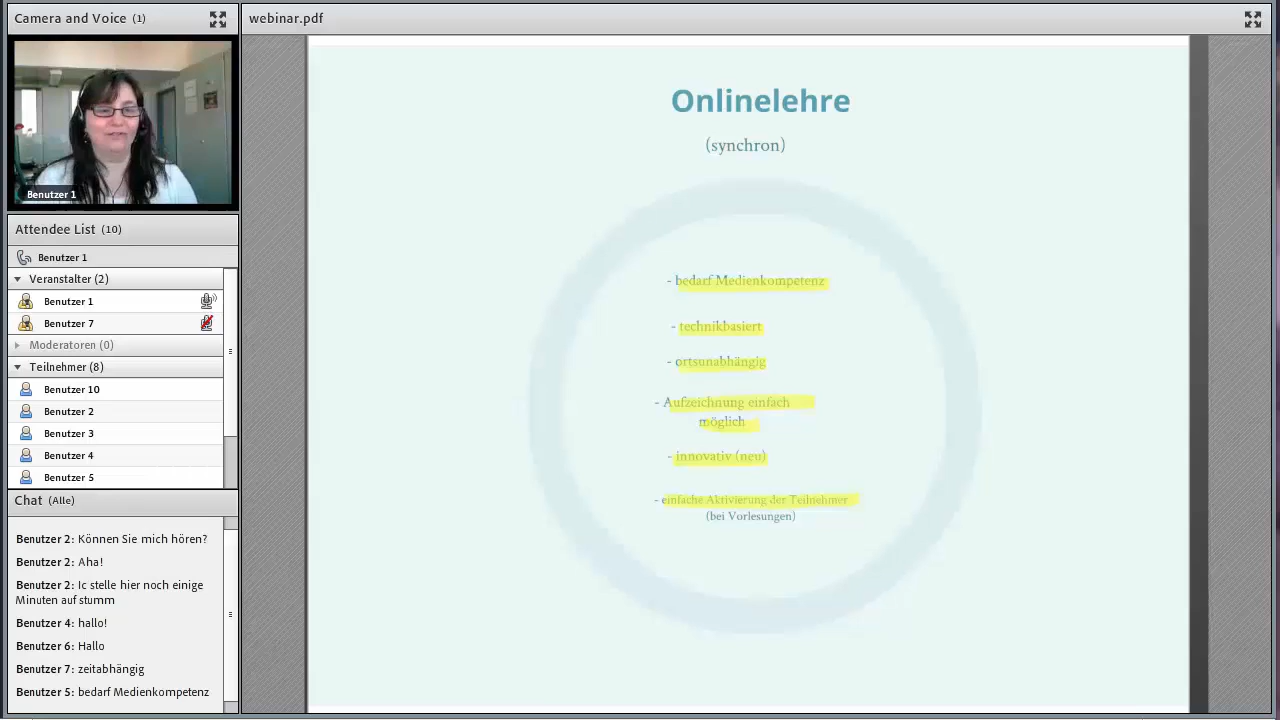 Camera and Voice (1)
Benutzer 1
Attendee List (10)
Benutzer 1
Veranstalter (2)
Benutzer 1
Benutzer 7
Moderatoren (0)
Teilnehmer (8)
Benutzer 10
Benutzer 2
Benutzer 3
Benutzer 4
Benutzer 5
Chat (Alle)
Benutzer 2: Können Sie mich hören?
Benutzer 2: Aha!
Benutzer 2: Ic stelle hier noch einige
Minuten auf stumm
Benutzer 4: hallo!
Benutzer 6: Hallo
Benutzer 7: zeitabhängig
Benutzer 5: bedarf Medienkompetenz
webinar.pdf
Onlinelehre
(synchron)
- bedarf Medienkompetenz
- technikbasiert
- ortsunabhängig
- Aufzeichnung einfach
möglich
- innovativ (neu)
- einfache Aktivierung der Teilnehmer
(bei Vorlesungen)